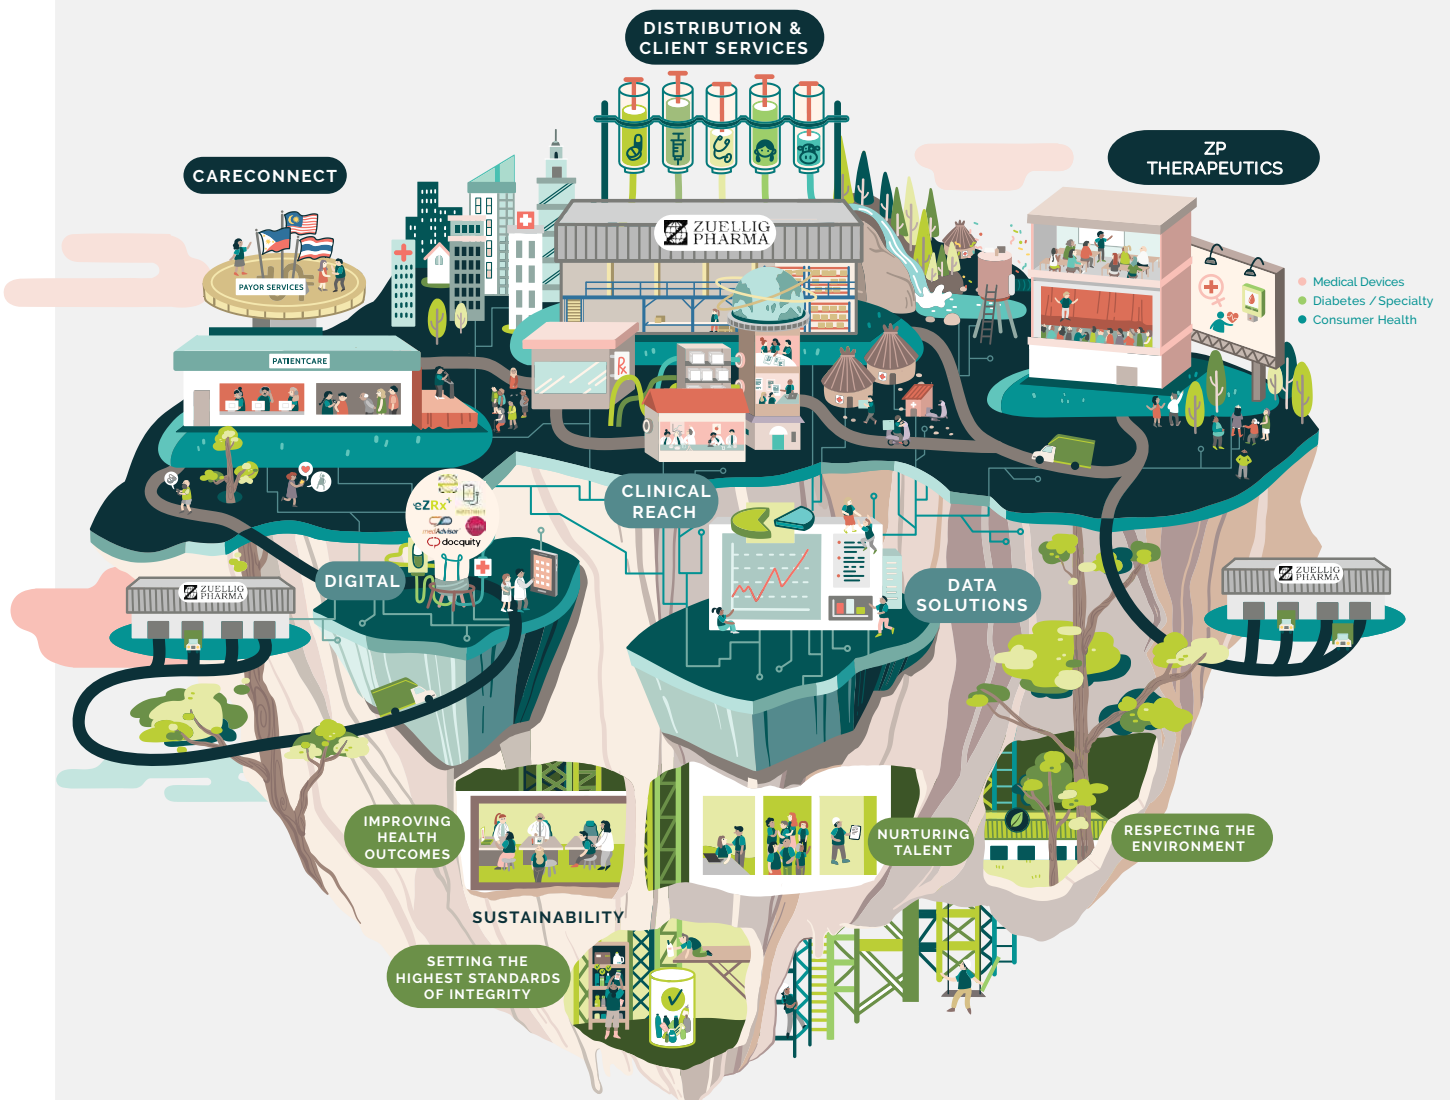 DISTRIBUTION &
CLIENT SERVICES
ZP
THERAPEUTICS
CARECONNECT
ZUELLIG
PHARMA
PAYOR SERVICES
Medical Devices
Diabetes / Specialty
Consumer Health
PATIENTCARE
Rx
CLINICAL
REACH
eZRx
medAdvisor
docquity
DIGITAL
DATA
SOLUTIONS
ZUELLIG
PHARMA
ZUELLIG
PHARMA
IMPROVING
HEALTH
OUTCOMES
NURTURING
TALENT
RESPECTING THE
ENVIRONMENT
SUSTAINABILITY
SETTING THE
HIGHEST STANDARDS
OF INTEGRITY